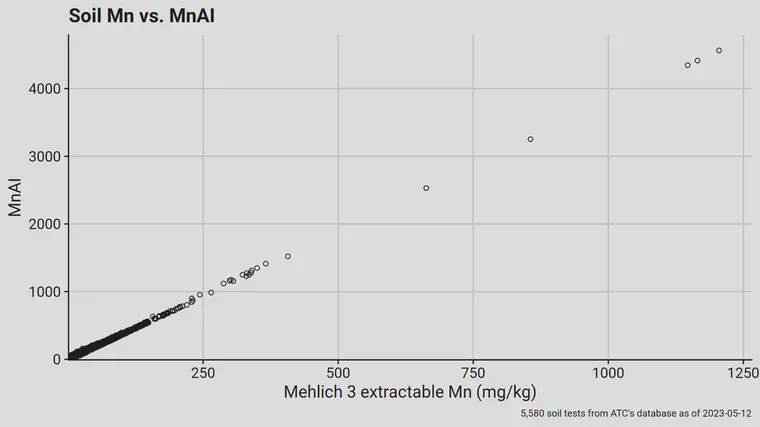 Soil Mn vs. MnAI
MnAI
4000
3000
2000
1000
0
250
500
750
1000
1250
Mehlich 3 extractable Mn (mg/kg)
5,580 soil tests from ATC's database as of 2023-05-12